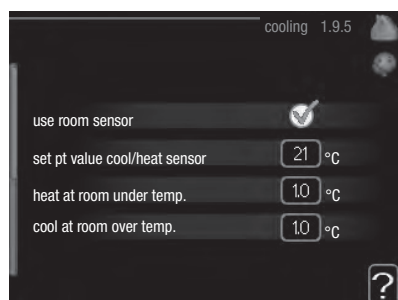 cooling 1.9.5
use room sensor
set pt value cool/heat sensor 21 °C
heat at room under temp. 1.0 °C
cool at room over temp. 1.0 °C
?